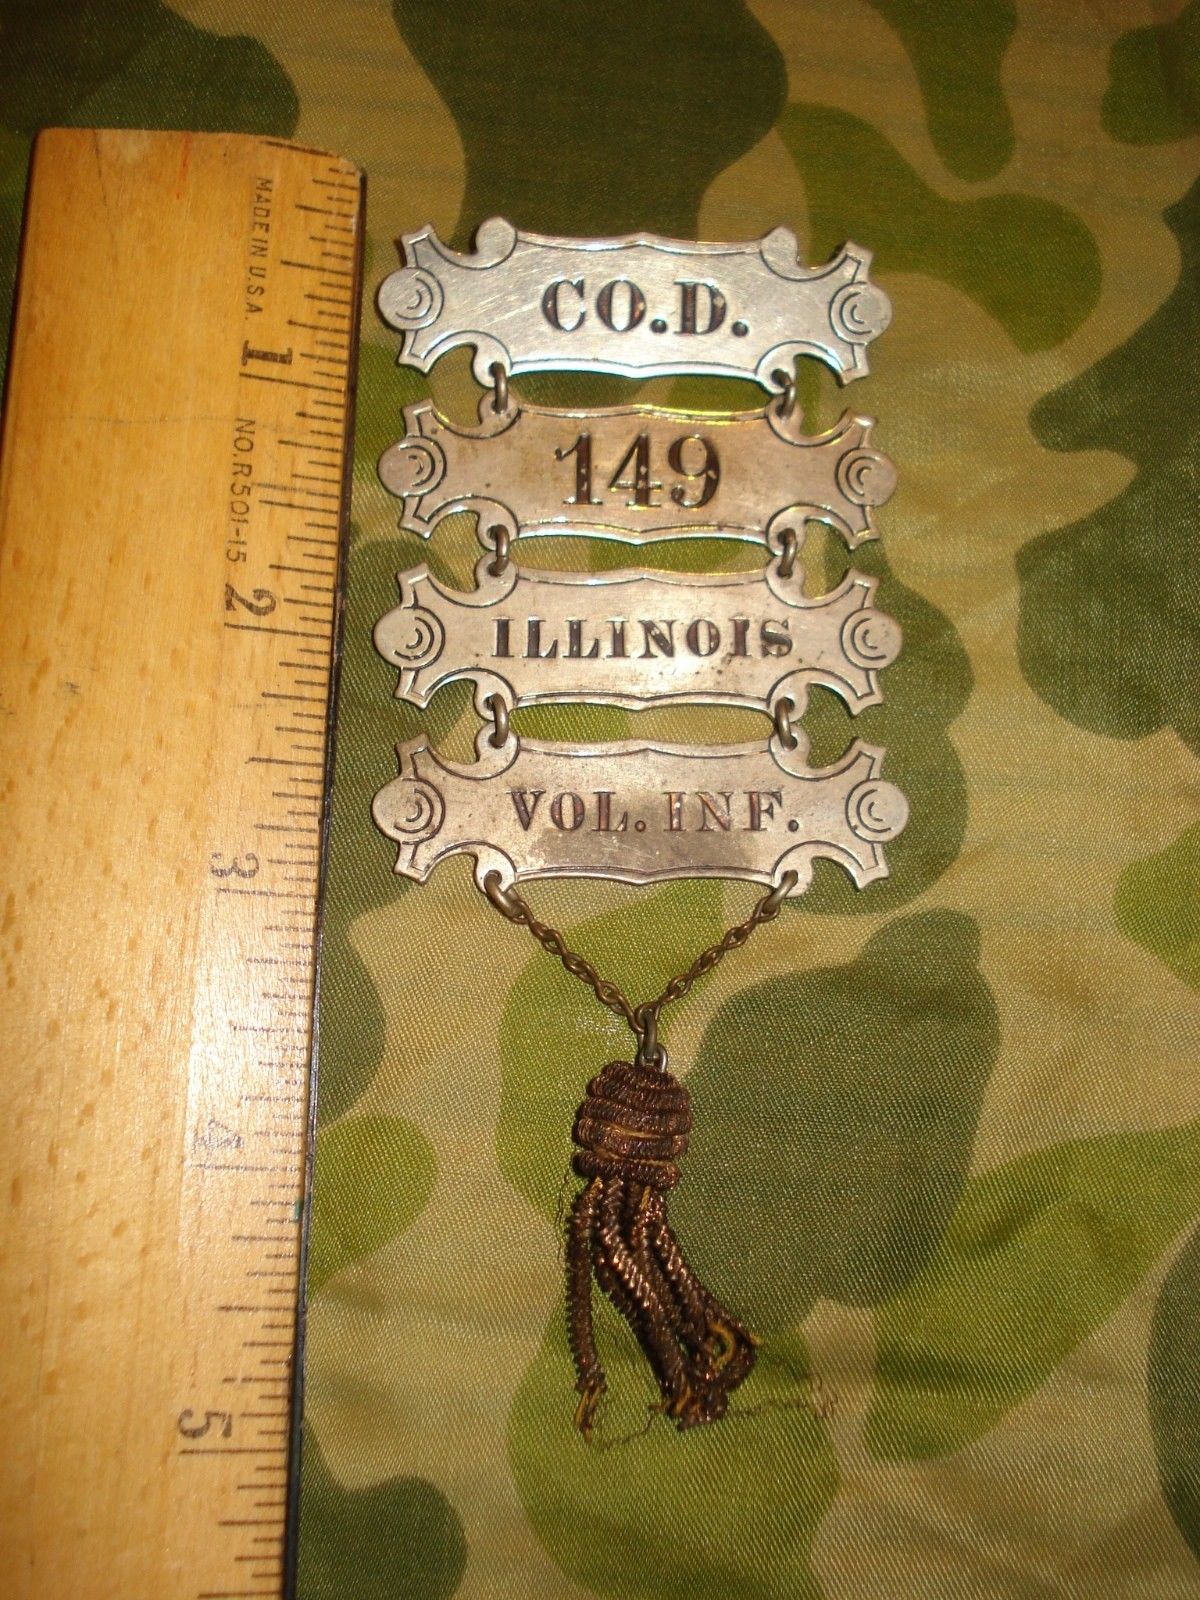 CO.D.
149
ILLINOIS
VOL. INF.
MADE IN U.S.A.
NO.R501-15
1
2
3
4
5